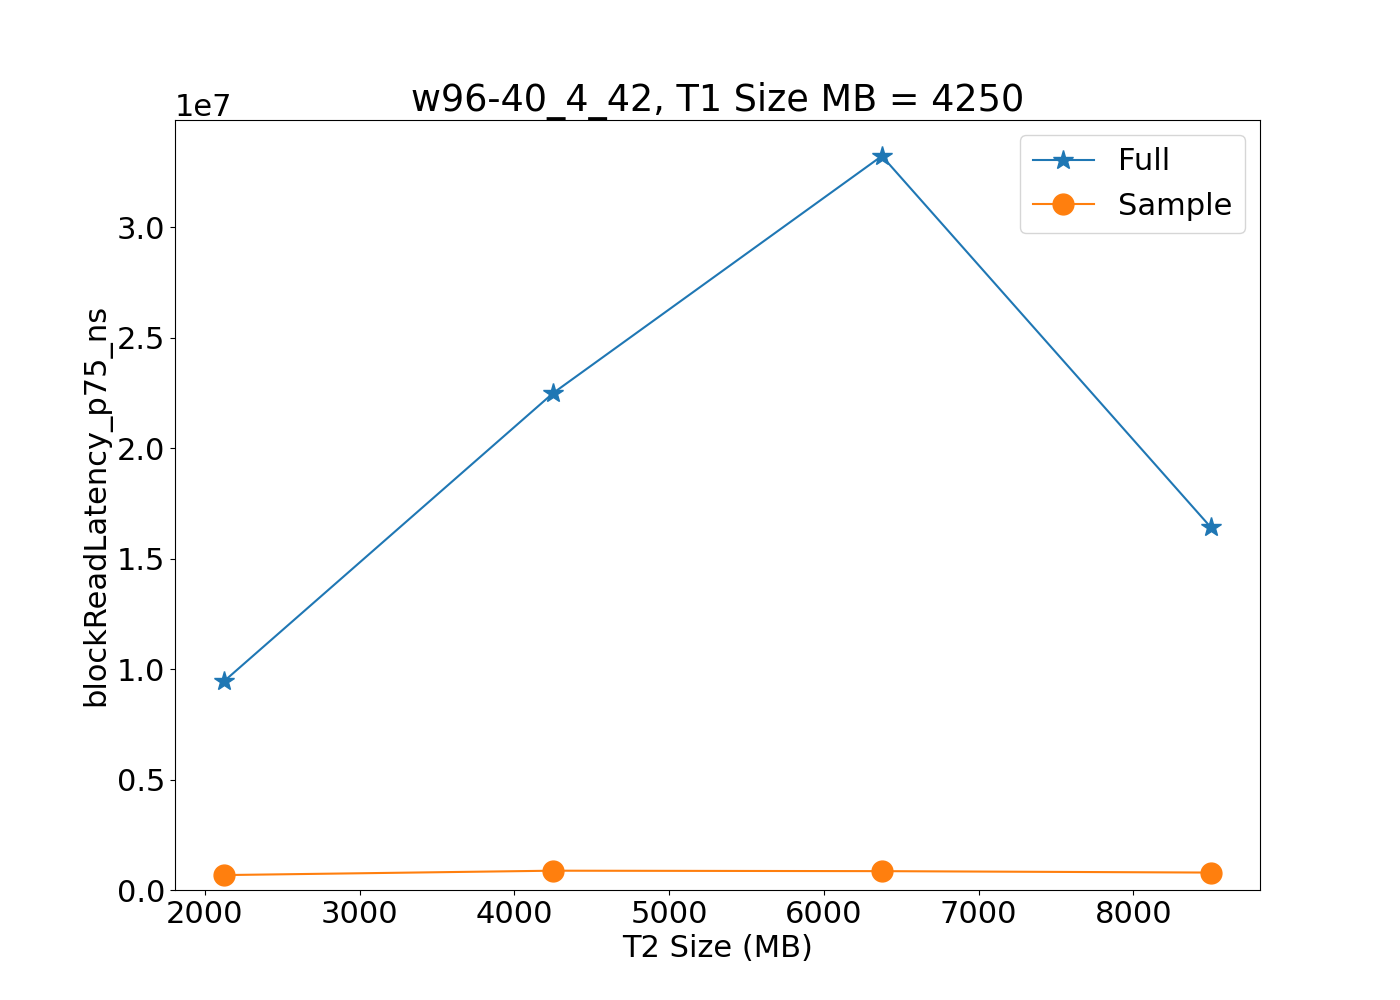 w96-40_4_42, T1 Size MB = 4250
1e7
Full
Sample
3.0
2.5
2.0
1.5
1.0
0.5
0.0
blockReadLatency_p75_ns
2000 3000 4000 5000 6000 7000 8000
T2 Size (MB)